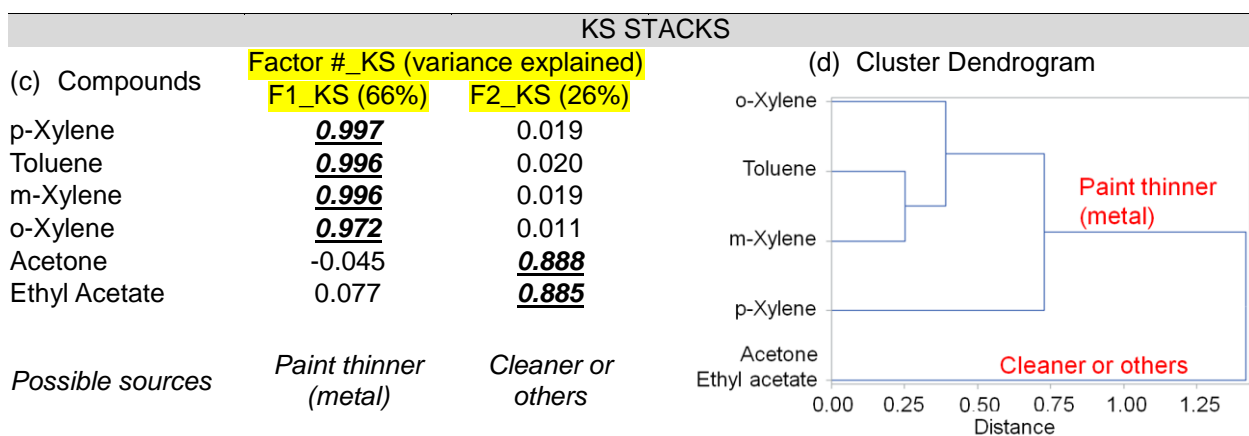 KS STACKS
(c) Compounds
Factor #_KS (variance explained)
F1_KS (66%) F2_KS (26%)
p-Xylene 0.997 0.019
Toluene 0.996 0.020
m-Xylene 0.996 0.019
o-Xylene 0.972 0.011
Acetone -0.045 0.888
Ethyl Acetate 0.077 0.885
Possible sources Paint thinner (metal) Cleaner or others
(d) Cluster Dendrogram
o-Xylene
Toluene
Paint thinner
(metal)
m-Xylene
p-Xylene
Acetone
Ethyl acetate
Cleaner or others
0.00 0.25 0.50 0.75 1.00 1.25
Distance